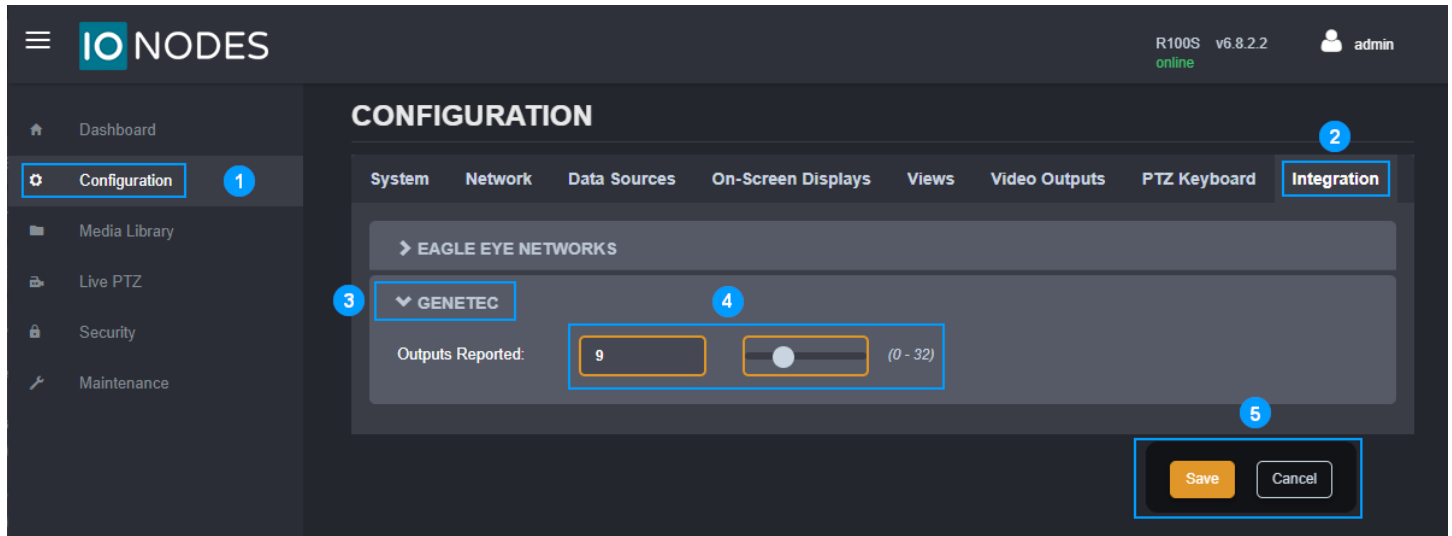 IO NODES
R100S v6.8.2.2
online
admin
Dashboard
Configuration
1
Media Library
Live PTZ
Security
Maintenance
CONFIGURATION
2
System Network Data Sources On-Screen Displays Views Video Outputs PTZ Keyboard Integration
EAGLE EYE NETWORKS
3
GENETEC
4
Outputs Reported:
9
(0 - 32)
5
Save Cancel